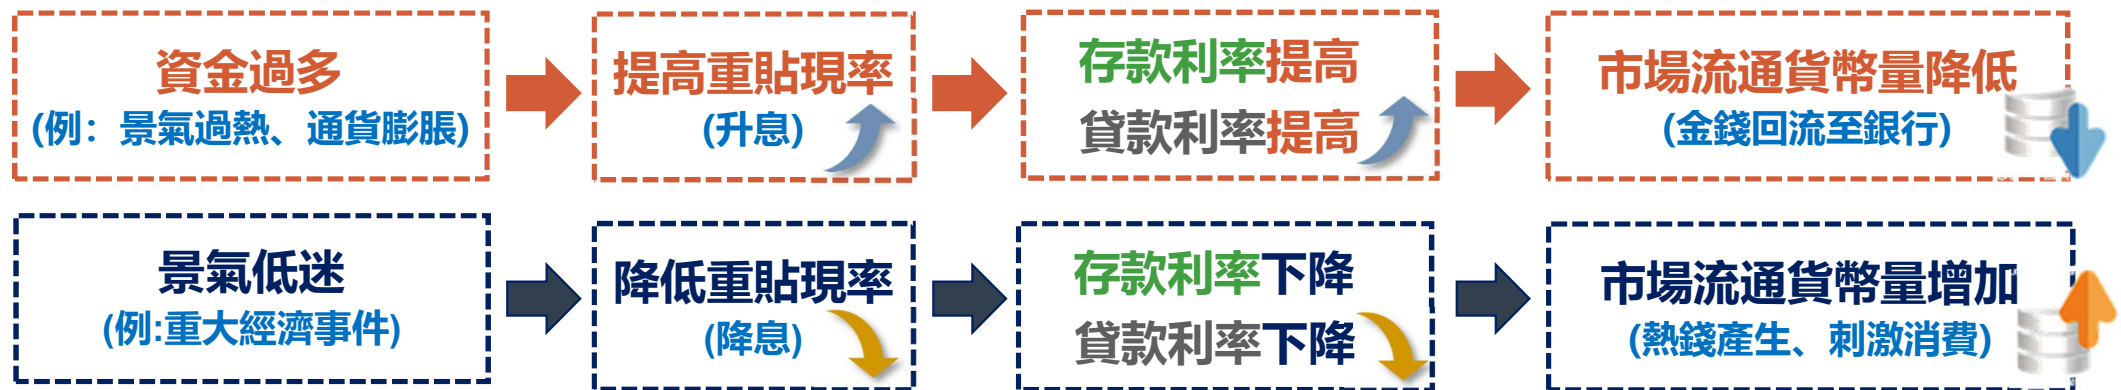 資金過多
(例：景氣過熱、通貨膨脹)
提高重貼現率
(升息)
存款利率提高
貸款利率提高
市場流通貨幣量降低
(金錢回流至銀行)
景氣低迷
(例:重大經濟事件)
降低重貼現率
(降息)
存款利率下降
貸款利率下降
市場流通貨幣量增加
(熱錢產生、刺激消費)